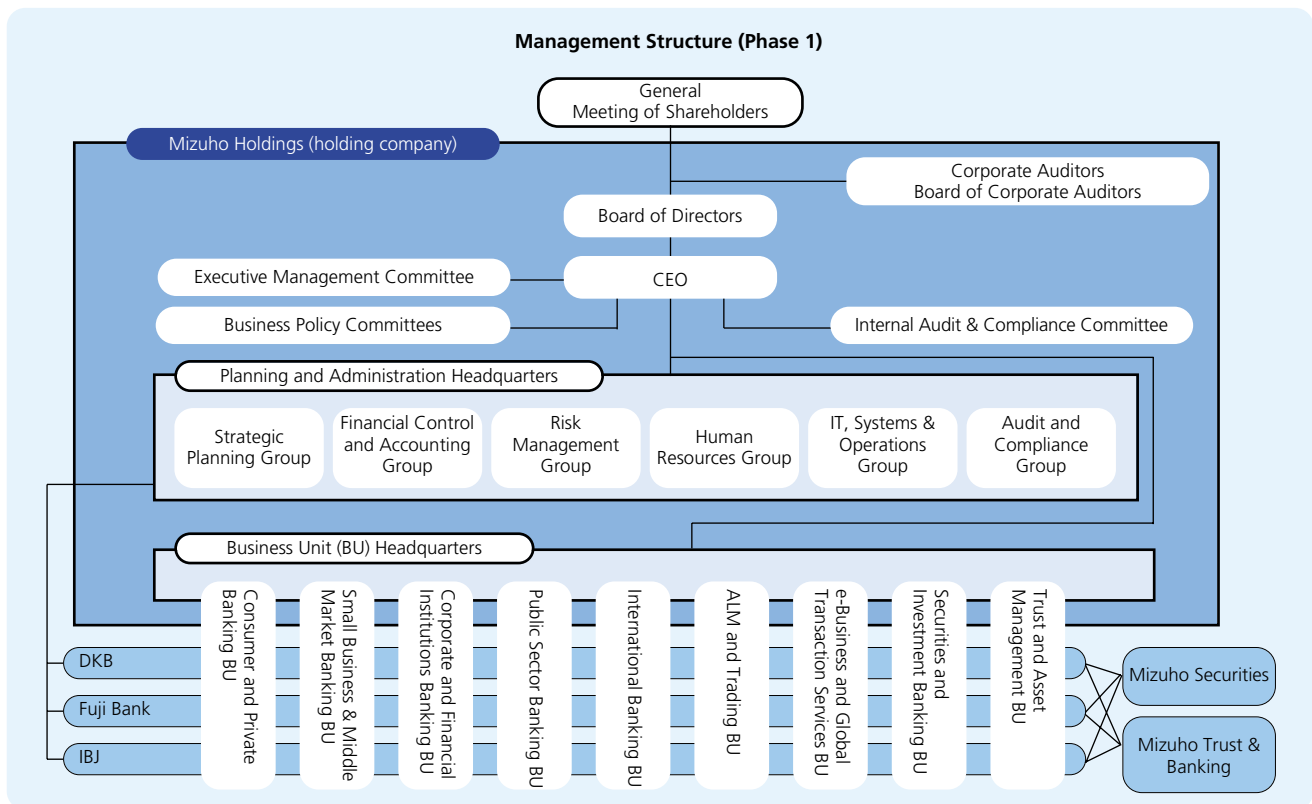 Management Structure (Phase 1)
General
Meeting of Shareholders
Mizuho Holdings (holding company)
Corporate Auditors
Board of Corporate Auditors
Board of Directors
Executive Management Committee
CEO
Business Policy Committees
Internal Audit & Compliance Committee
Planning and Administration Headquarters
Strategic
Planning Group
Financial Control
and Accounting
Group
Risk
Management
Group
Human
Resources Group
IT, Systems &
Operations
Group
Audit and
Compliance
Group
Business Unit (BU) Headquarters
Consumer and Private
Banking BU
Small Business & Middle
Market Banking BU
Corporate and Financial
Institutions Banking BU
Public Sector Banking BU
International Banking BU
ALM and Trading BU
e-Business and Global
Transaction Services BU
Securities and
Investment Banking BU
Trust and Asset
Management BU
DKB
Fuji Bank
IBJ
Mizuho Securities
Mizuho Trust &
Banking